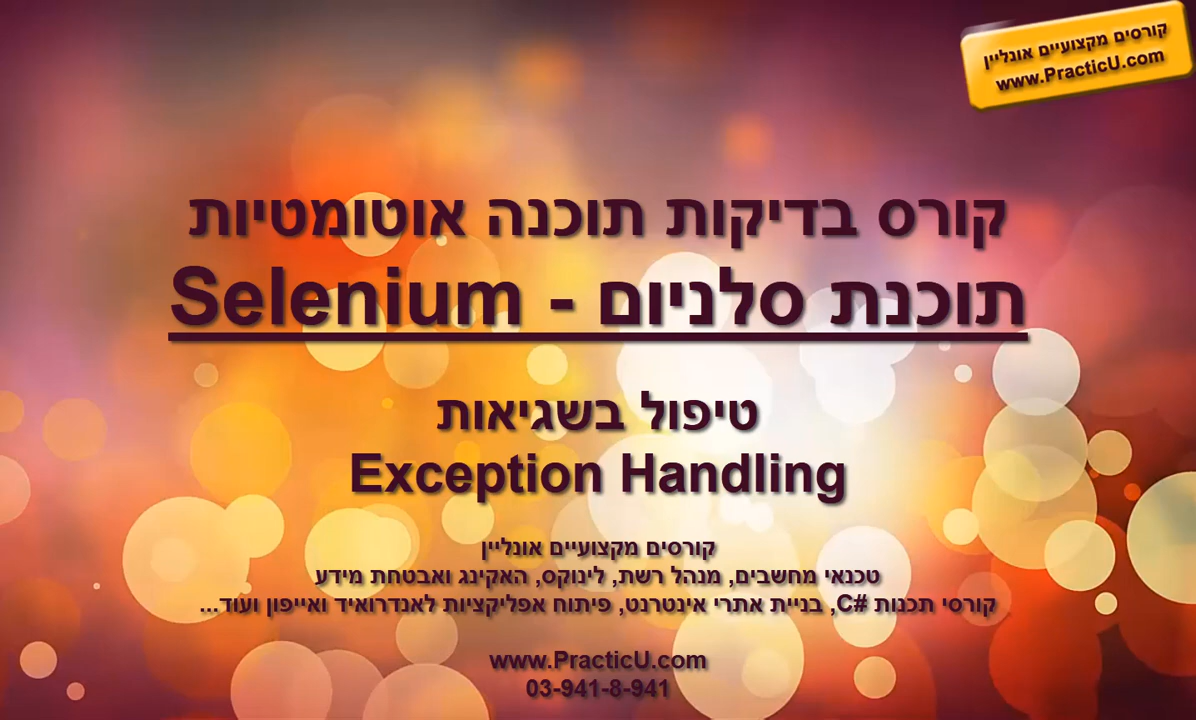 קורסים מקצועיים אונליין
www.PracticU.com
קורס בדיקות תוכנה אוטומטיות
תוכנת סלניום - Selenium
טיפול בשגיאות
Exception Handling
קורסים מקצועיים אונליין
טכנאי מחשבים, מנהל רשת, לינוקס, האקינג ואבטחת מידע
קורסי תכנות C#, בניית אתרי אינטרנט, פיתוח אפליקציות לאנדרואיד ואייפון ועוד...
www.PracticU.com
03-941-8-941